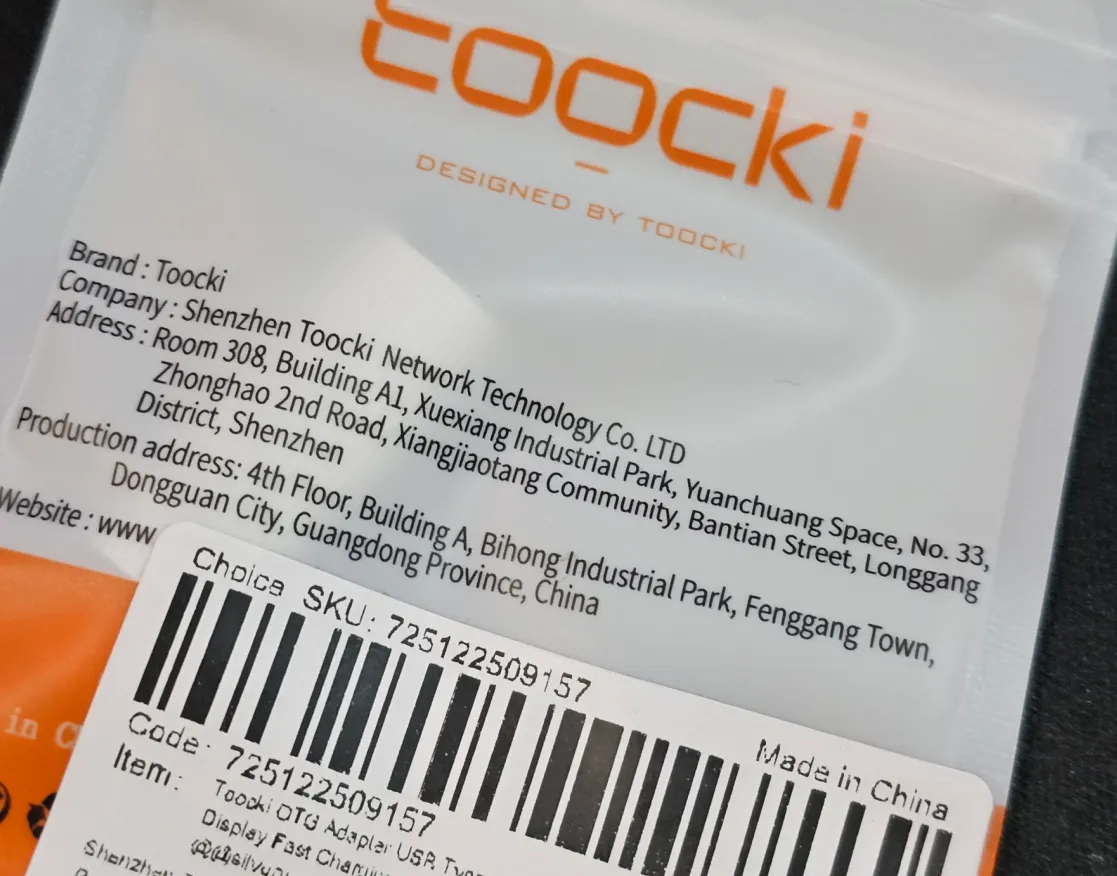 toocki
DESIGNED BY TOOCKI
Brand : Toocki
Company : Shenzhen Toocki Network Technology Co. LTD
Address : Room 308, Building A1, Xuexiang Industrial Park, Yuanchuang Space, No. 33,
Zhonghao 2nd Road, Xiangjiaotang Community, Bantian Street, Longgang
District, Shenzhen
Production address: 4th Floor, Building A, Bihong Industrial Park, Fenggang Town,
Dongguan City, Guangdong Province, China
Website : www
Choice SKU: 725122509157
Made in China
Code: 725122509157
Item: Toocki OTG Adapter USB
Display Fast
in